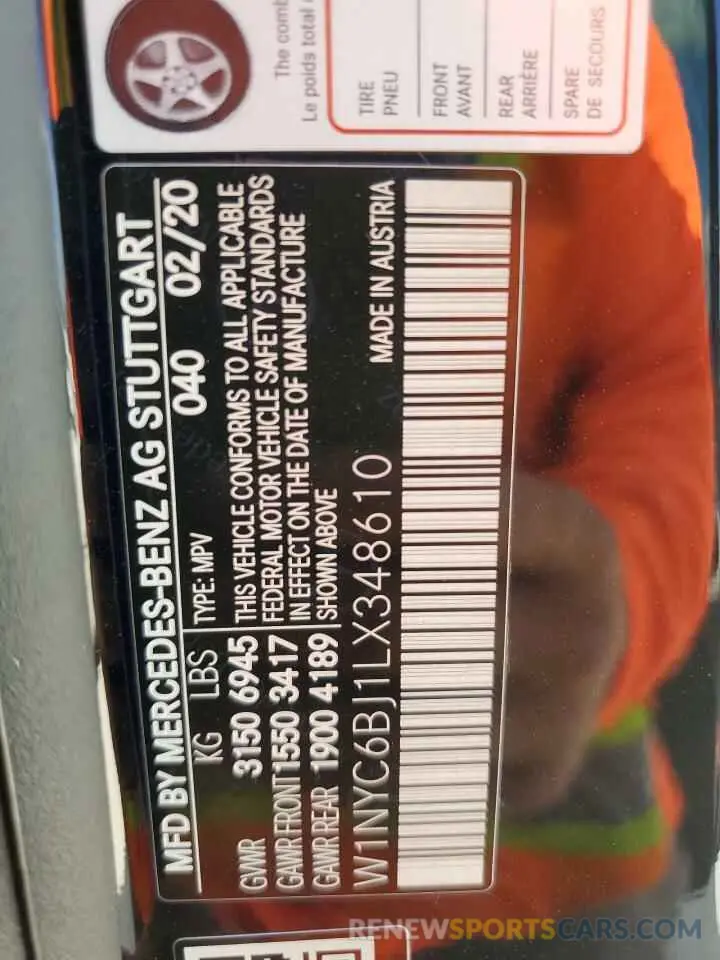 MFD BY MERCEDES-BENZ AG STUTTGART
KG LBS TYPE: MPV 040 02/20
GWR 3150 6945
GAWR FRONT 1550 3417
GAWR REAR 1900 4189
THIS VEHICLE CONFORMS TO ALL APPLICABLE
FEDERAL MOTOR VEHICLE SAFETY STANDARDS
IN EFFECT ON THE DATE OF MANUFACTURE
SHOWN ABOVE
W1NYC6BJ1LX348610 MADE IN AUSTRIA
The comb
Le poids total
TIRE
PNEU
FRONT
AVANT
REAR
ARRIÈRE
SPARE
DE SECOURS
RENEWSPORTSCARS.COM